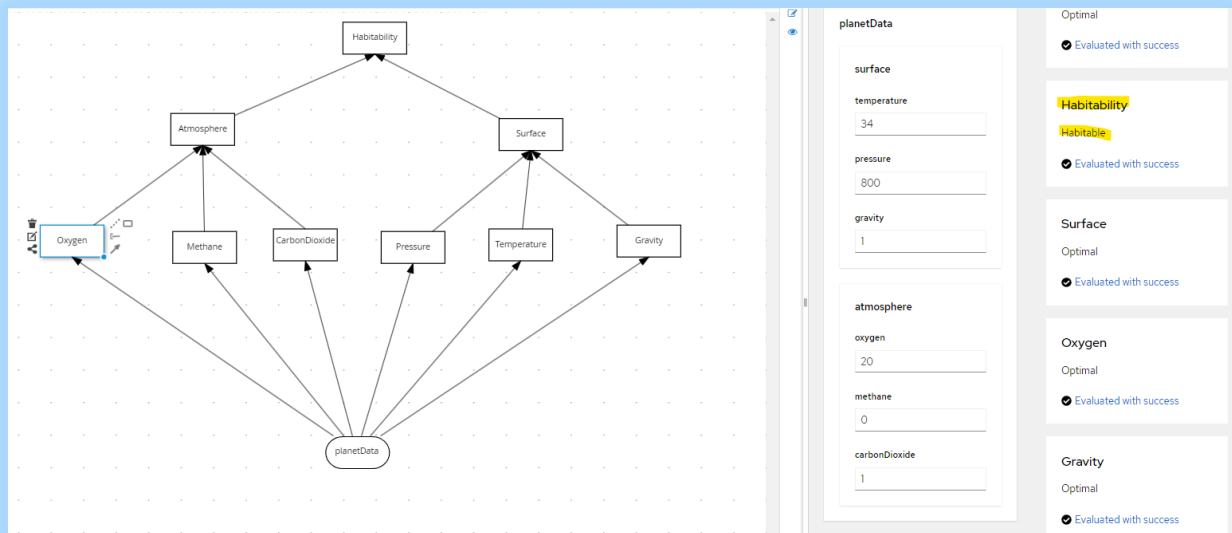 Habitability
Atmosphere
Surface
Oxygen
Methane
CarbonDioxide
Pressure
Temperature
Gravity
planetData
planetData
surface
temperature
34
pressure
800
gravity
1
atmosphere
oxygen
20
methane
0
carbonDioxide
1
Optimal
Evaluated with success
Habitability
Habitable
Evaluated with success
Surface
Optimal
Evaluated with success
Oxygen
Optimal
Evaluated with success
Gravity
Optimal
Evaluated with success